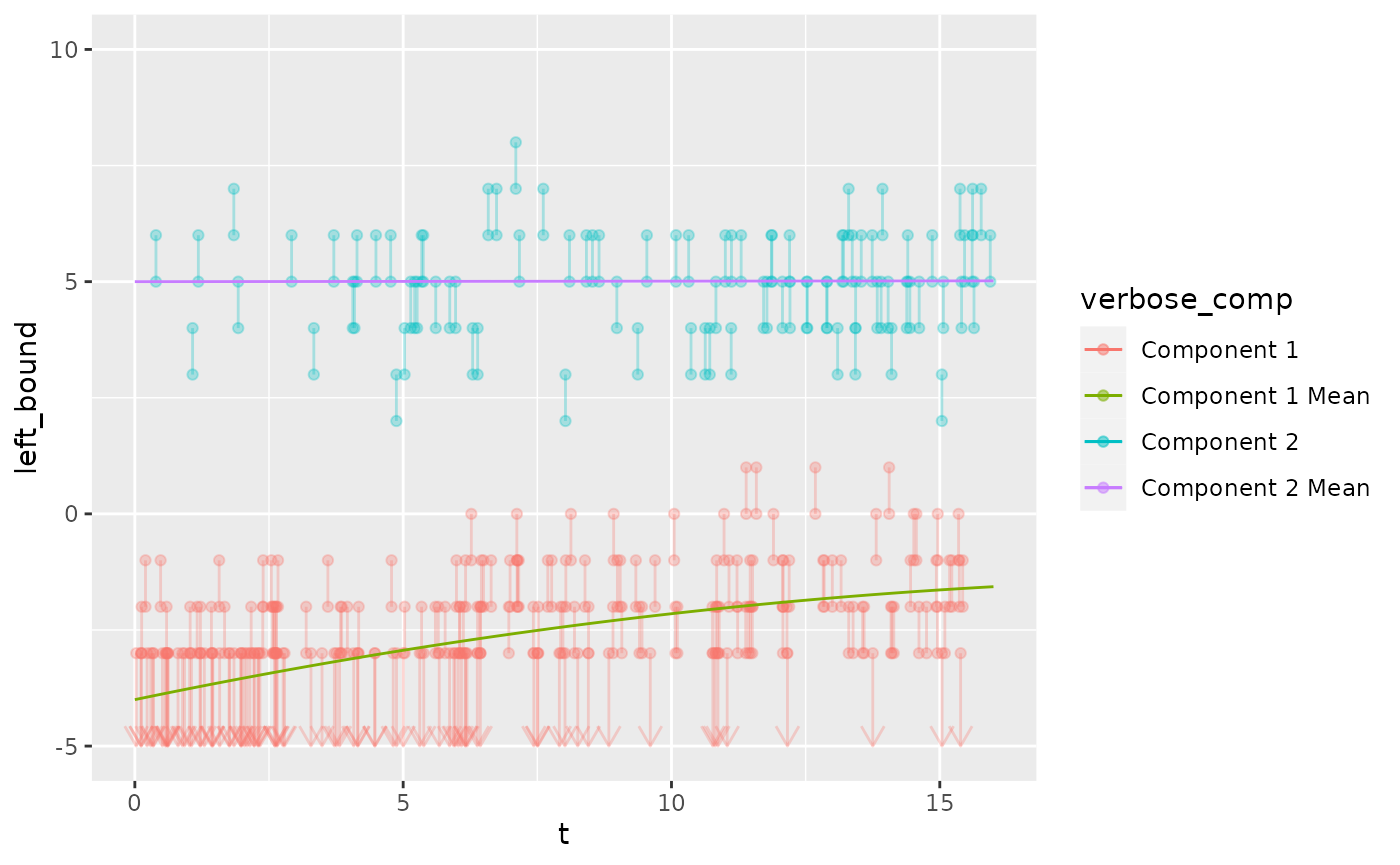 10
5
0
-5
left_bound
0
5
10
15
t
verbose_comp
Component 1
Component 1 Mean
Component 2
Component 2 Mean